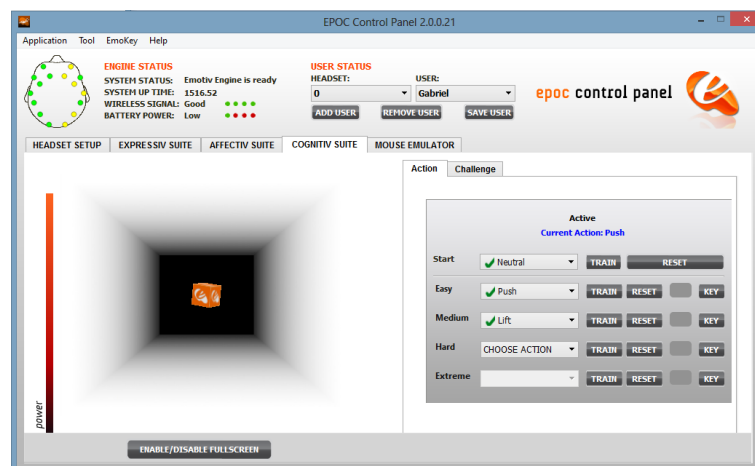 EPOC Control Panel 2.0.0.21
Application Tool EmoKey Help
ENGINE STATUS
SYSTEM STATUS: Emotiv Engine is ready
SYSTEM UP TIME: 1516.52
WIRELESS SIGNAL: Good
BATTERY POWER: Low
USER STATUS
HEADSET: USER:
0 Gabriel
ADD USER REMOVE USER SAVE USER
epoc control panel
HEADSET SETUP EXPRESSIV SUITE AFFECTIV SUITE COGNITIV SUITE MOUSE EMULATOR
power
ENABLE/DISABLE FULLSCREEN
Action Challenge
Active
Current Action: Push
Start Neutral TRAIN RESET
Easy Push TRAIN RESET KEY
Medium Lift TRAIN RESET KEY
Hard CHOOSE ACTION TRAIN RESET KEY
Extreme TRAIN RESET KEY